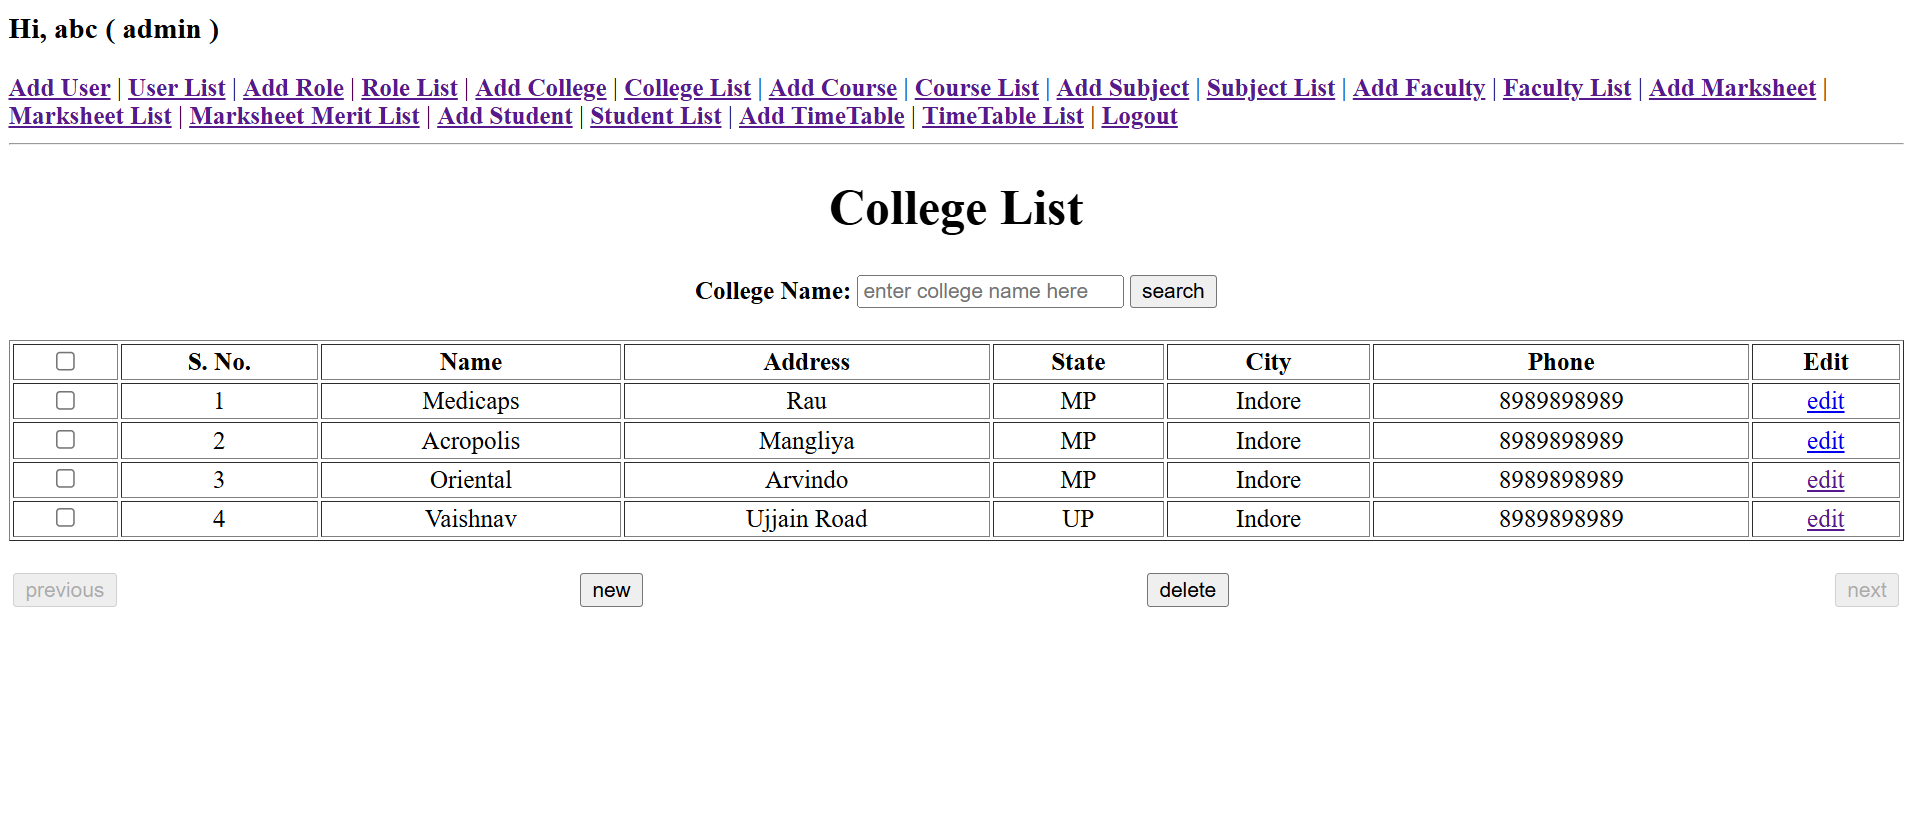 Hi, abc ( admin )
Add User | User List | Add Role | Role List | Add College | College List | Add Course | Course List | Add Subject | Subject List | Add Faculty | Faculty List | Add Marksheet |
Marksheet List | Marksheet Merit List | Add Student | Student List | Add TimeTable | TimeTable List | Logout
College List
College Name: enter college name here search
S. No. Name Address State City Phone Edit
1 Medicaps Rau MP Indore 8989898989 edit
2 Acropolis Mangliya MP Indore 8989898989 edit
3 Oriental Arvindo MP Indore 8989898989 edit
4 Vaishnav Ujjain Road UP Indore 8989898989 edit
previous new delete next